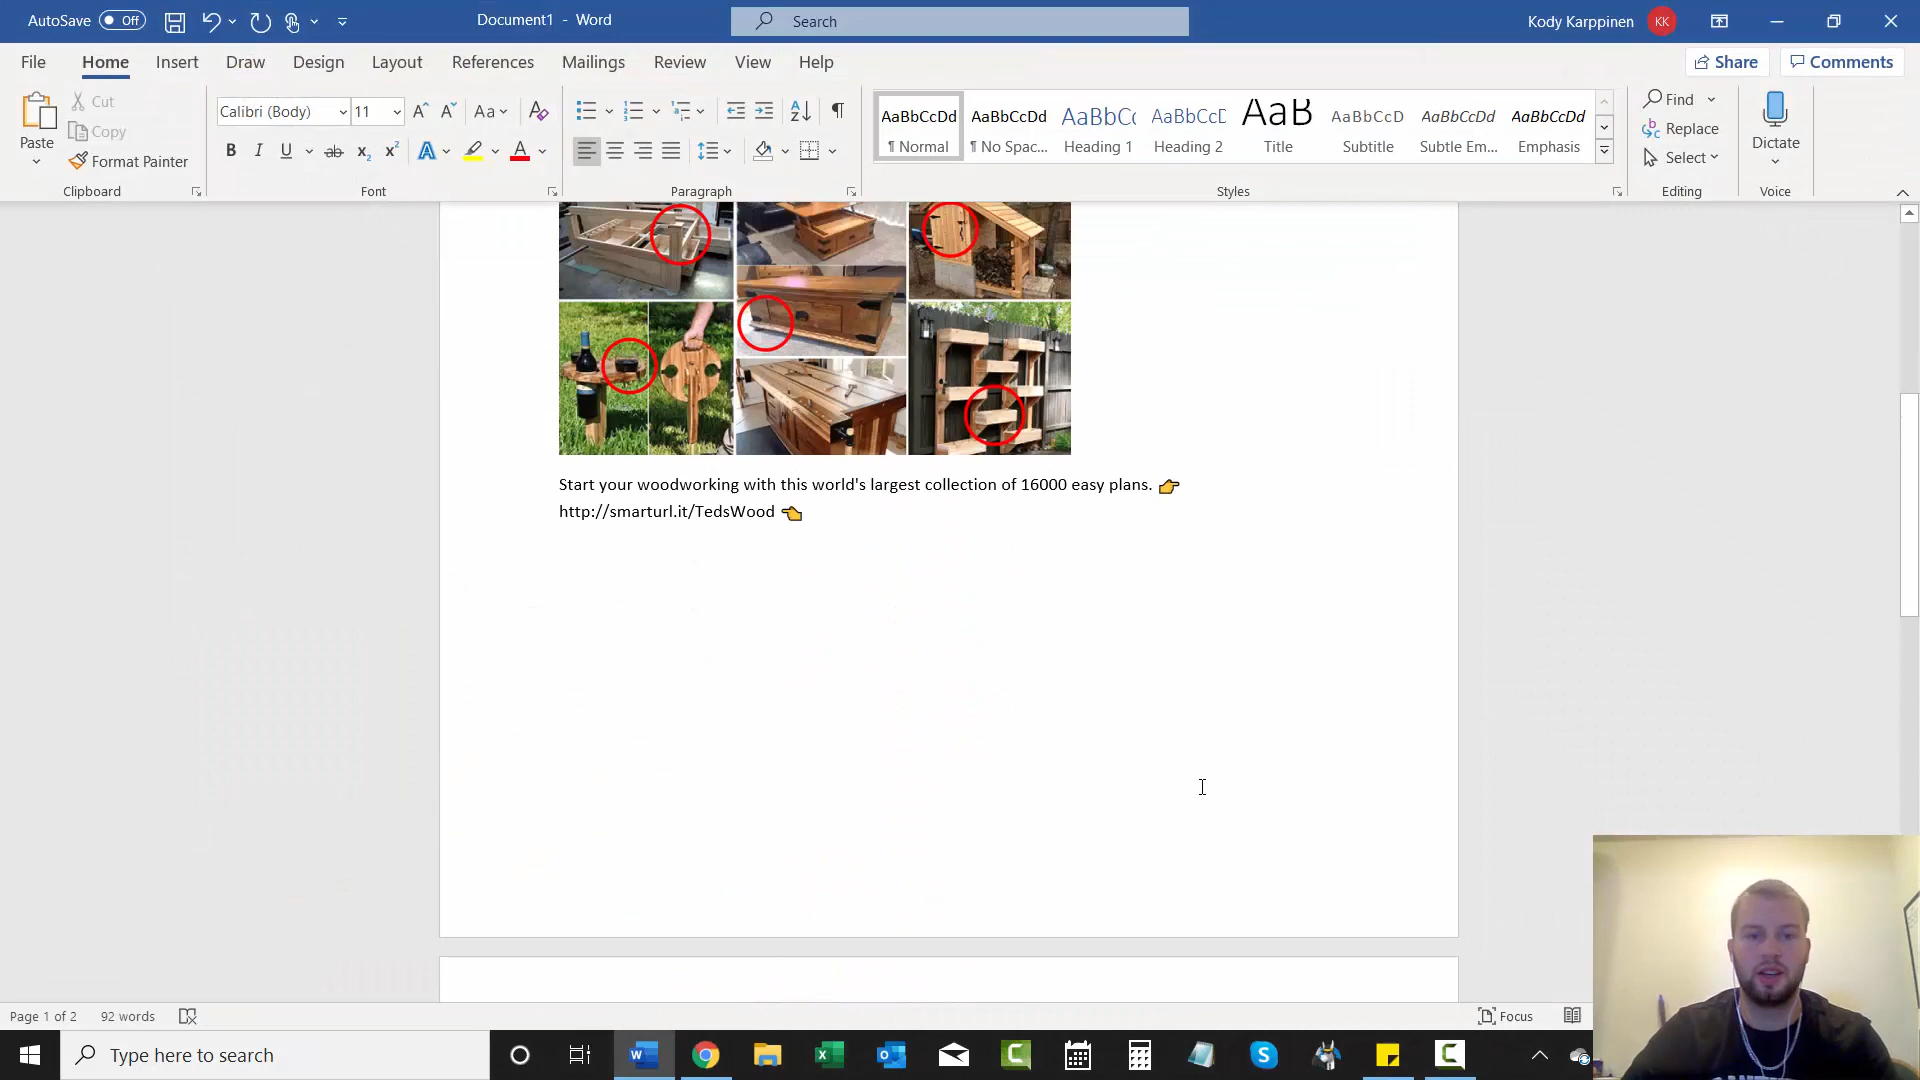 AutoSave Off Document1 - Word Search Kody Karppinen KK
File Home Insert Draw Design Layout References Mailings Review View Help Share Comments
Paste Cut Copy Format Painter Clipboard
Calibri (Body) 11 Aa Font
Paragraph
AaBbCcDd AaBbCcDd AaBbC( AaBbCcD AaB AaBbCcD AaBbCcDd AaBbCcDd
¶ Normal ¶ No Spac... Heading 1 Heading 2 Title Subtitle Subtle Em... Emphasis
Styles
Find Replace Select Editing
Dictate Voice
Start your woodworking with this world's largest collection of 16000 easy plans. 👉
http://smarturl.it/TedsWood 👈
Page 1 of 2 92 words Focus
Type here to search